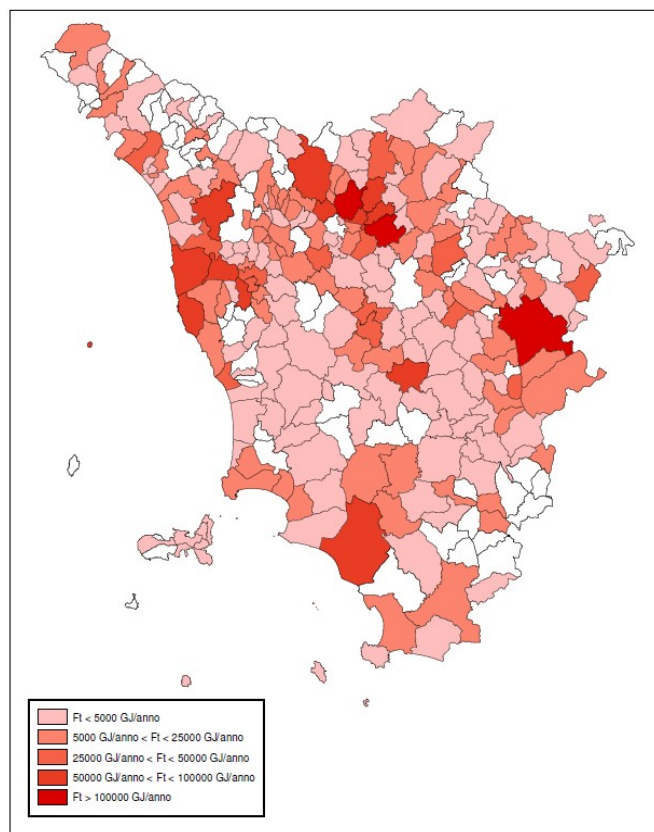 Ft < 5000 GJ/anno
5000 GJ/anno < Ft < 25000 GJ/anno
25000 GJ/anno < Ft < 50000 GJ/anno
50000 GJ/anno < Ft < 100000 GJ/anno
Ft > 100000 GJ/anno